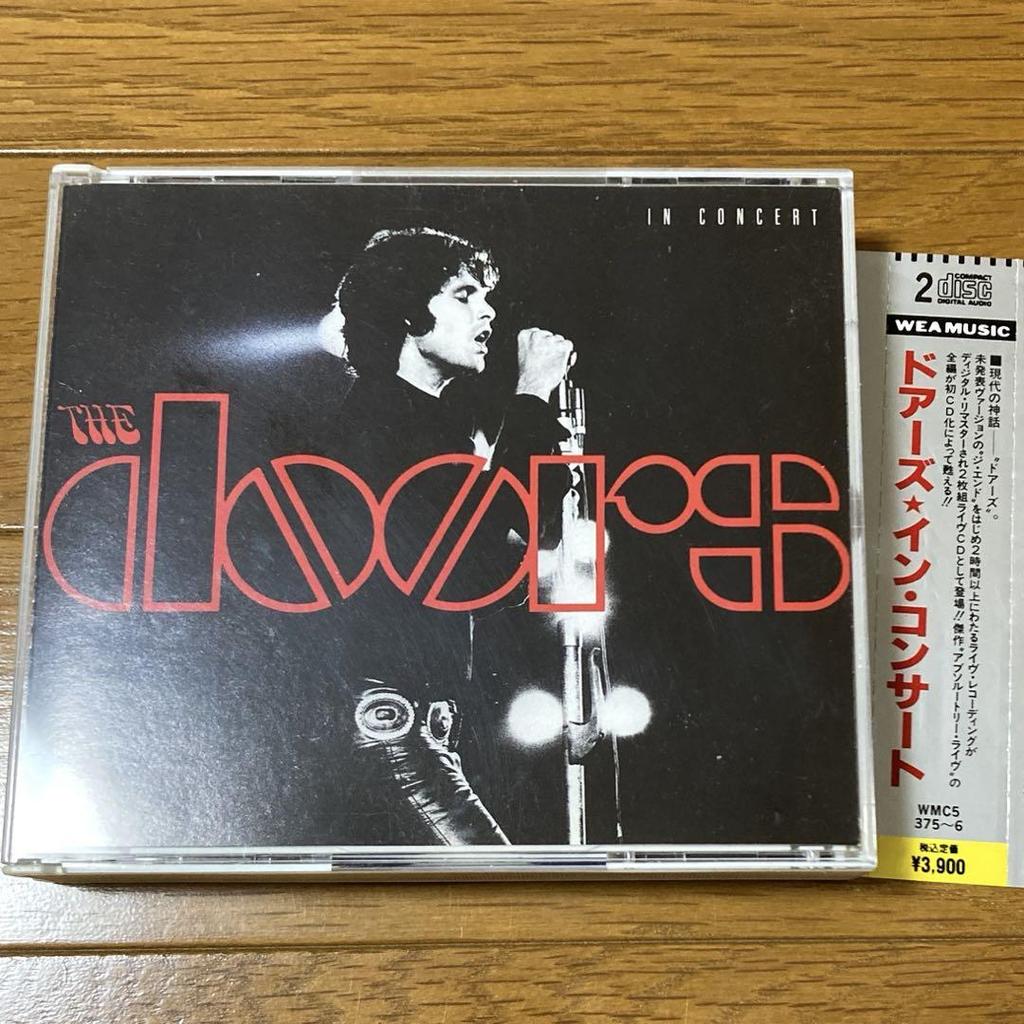 IN CONCERT
THE
doors
2 COMPACT
disc
DIGITAL AUDIO
WEA MUSIC
■現代の神話——“ドアーズ”。
未発表ヴァージョンの“ジ・エンド”をはじめ2時間以上にわたるライヴ・レコーディングが
ディジタル・リマスターされ2枚組ライヴCDとして登場!!傑作“アブソルートリー・ライヴ”の
全編が初CD化によって甦える!!
ドアーズ★イン・コンサート
WMC5
375〜6
税込定価
¥3,900